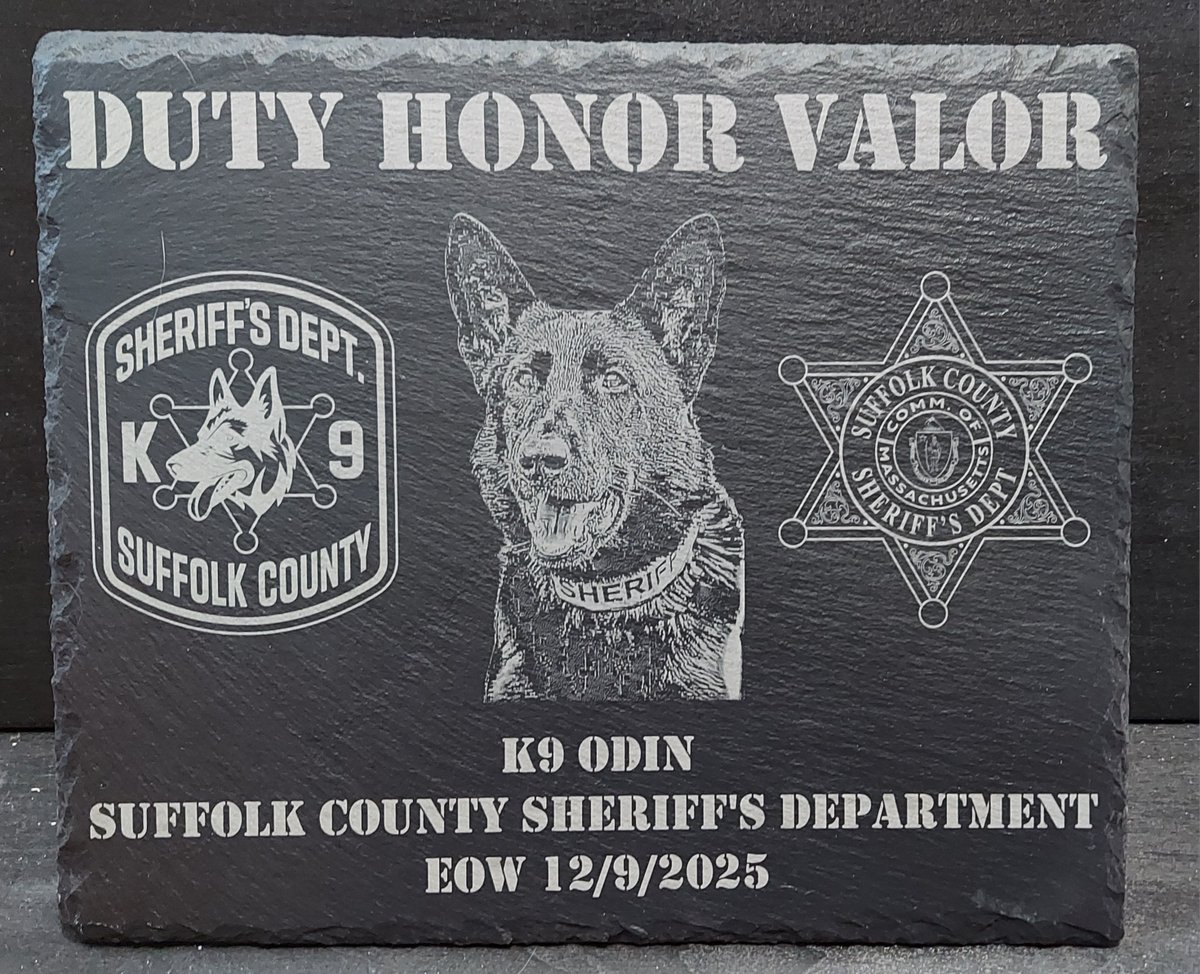 DUTY HONOR VALOR
SHERIFF'S DEPT.
K 9
SUFFOLK COUNTY
SHERIFF
SUFFOLK COUNTY
COMM. OF
MASSACHUSETTS
SHERIFF'S DEPT
K9 ODIN
SUFFOLK COUNTY SHERIFF'S DEPARTMENT
EOW 12/9/2025